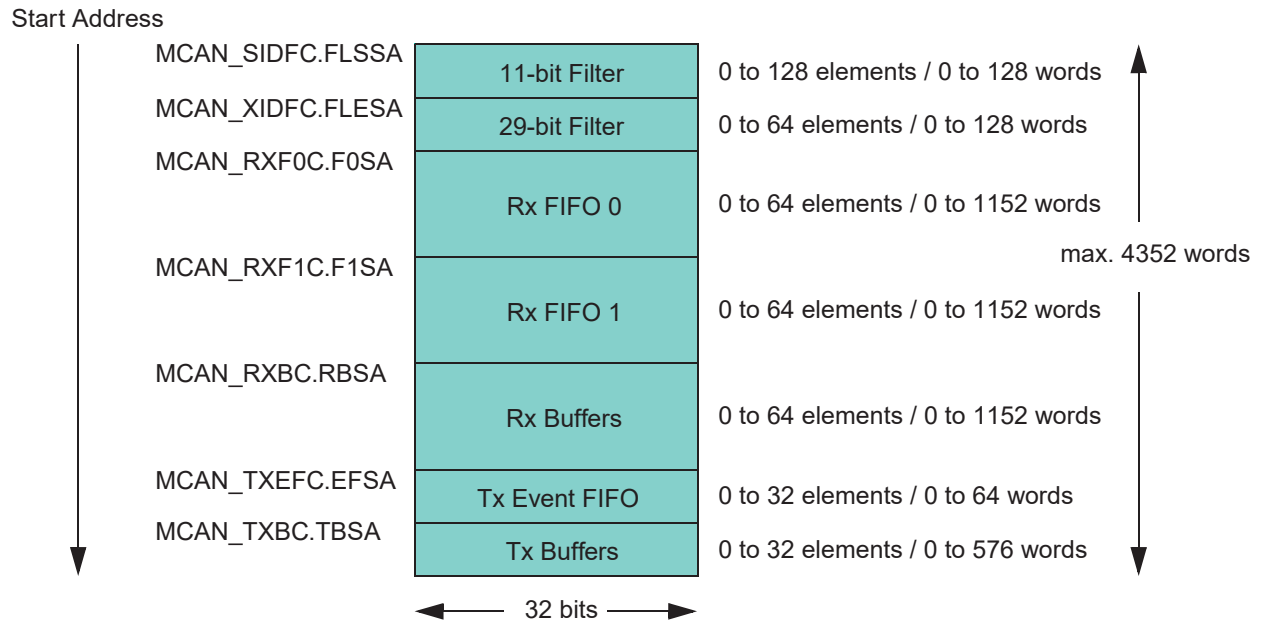 Start Address
MCAN_SIDFC.FLSSA
11-bit Filter
0 to 128 elements / 0 to 128 words
MCAN_XIDFC.FLESA
29-bit Filter
0 to 64 elements / 0 to 128 words
MCAN_RXF0C.F0SA
Rx FIFO 0
0 to 64 elements / 0 to 1152 words
max. 4352 words
MCAN_RXF1C.F1SA
Rx FIFO 1
0 to 64 elements / 0 to 1152 words
MCAN_RXBC.RBSA
Rx Buffers
0 to 64 elements / 0 to 1152 words
MCAN_TXEFC.EFSA
Tx Event FIFO
0 to 32 elements / 0 to 64 words
MCAN_TXBC.TBSA
Tx Buffers
0 to 32 elements / 0 to 576 words
32 bits